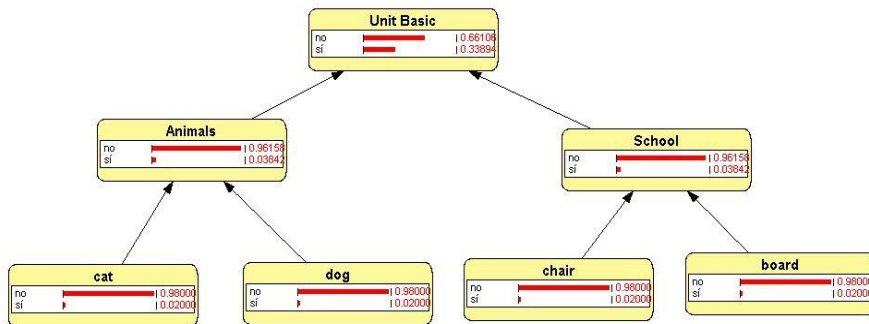 Unit Basic
no 0.66106
sí 0.33894
Animals
no 0.96158
sí 0.03842
School
no 0.96158
sí 0.03842
cat
no 0.98000
sí 0.02000
dog
no 0.98000
sí 0.02000
chair
no 0.98000
sí 0.02000
board
no 0.98000
sí 0.02000